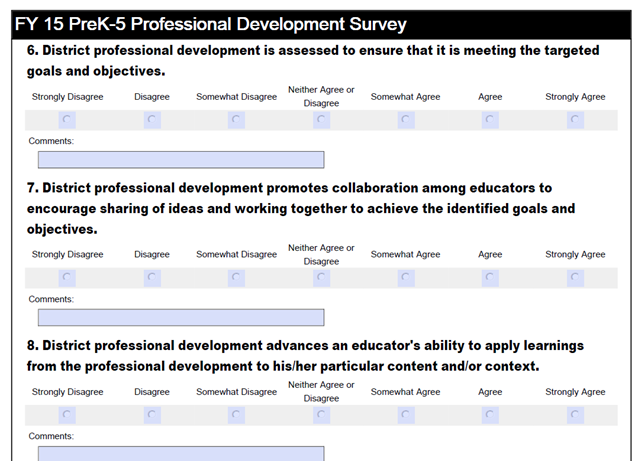 FY 15 PreK-5 Professional Development Survey
6. District professional development is assessed to ensure that it is meeting the targeted
goals and objectives.
Strongly Disagree Disagree Somewhat Disagree Neither Agree or Disagree Somewhat Agree Agree Strongly Agree
Comments:
7. District professional development promotes collaboration among educators to
encourage sharing of ideas and working together to achieve the identified goals and
objectives.
Strongly Disagree Disagree Somewhat Disagree Neither Agree or Disagree Somewhat Agree Agree Strongly Agree
Comments:
8. District professional development advances an educator's ability to apply learnings
from the professional development to his/her particular content and/or context.
Strongly Disagree Disagree Somewhat Disagree Neither Agree or Disagree Somewhat Agree Agree Strongly Agree
Comments: